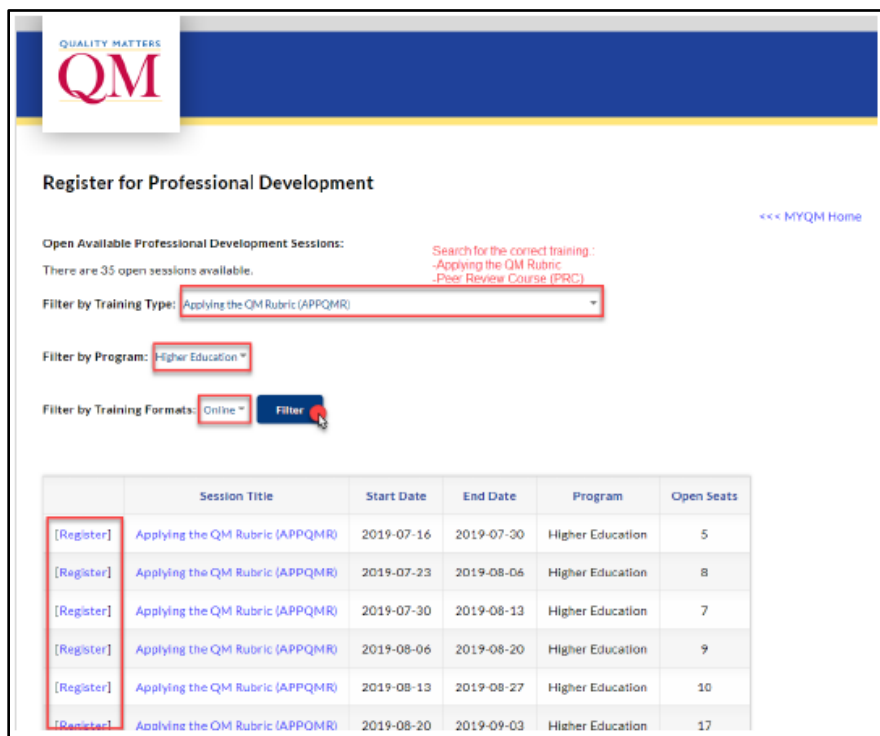 QUALITY MATTERS
QM
Register for Professional Development
<<< MYQM Home
Open Available Professional Development Sessions:
Search for the correct training.:
There are 35 open sessions available.
-Applying the QM Rubric
-Peer Review Course (PRC)
Filter by Training Type: Applying the QM Rubric (APPQMR)
Filter by Program: Higher Education
Filter by Training Formats: Online Filter
Session Title Start Date End Date Program Open Seats
[Register] Applying the QM Rubric (APPQMR) 2019-07-16 2019-07-30 Higher Education 5
[Register] Applying the QM Rubric (APPQMR) 2019-07-23 2019-08-06 Higher Education 8
[Register] Applying the QM Rubric (APPQMR) 2019-07-30 2019-08-13 Higher Education 7
[Register] Applying the QM Rubric (APPQMR) 2019-08-06 2019-08-20 Higher Education 9
[Register] Applying the QM Rubric (APPQMR) 2019-08-13 2019-08-27 Higher Education 10
[Register] Applying the QM Rubric (APPQMR) 2019-08-20 2019-09-03 Higher Education 17